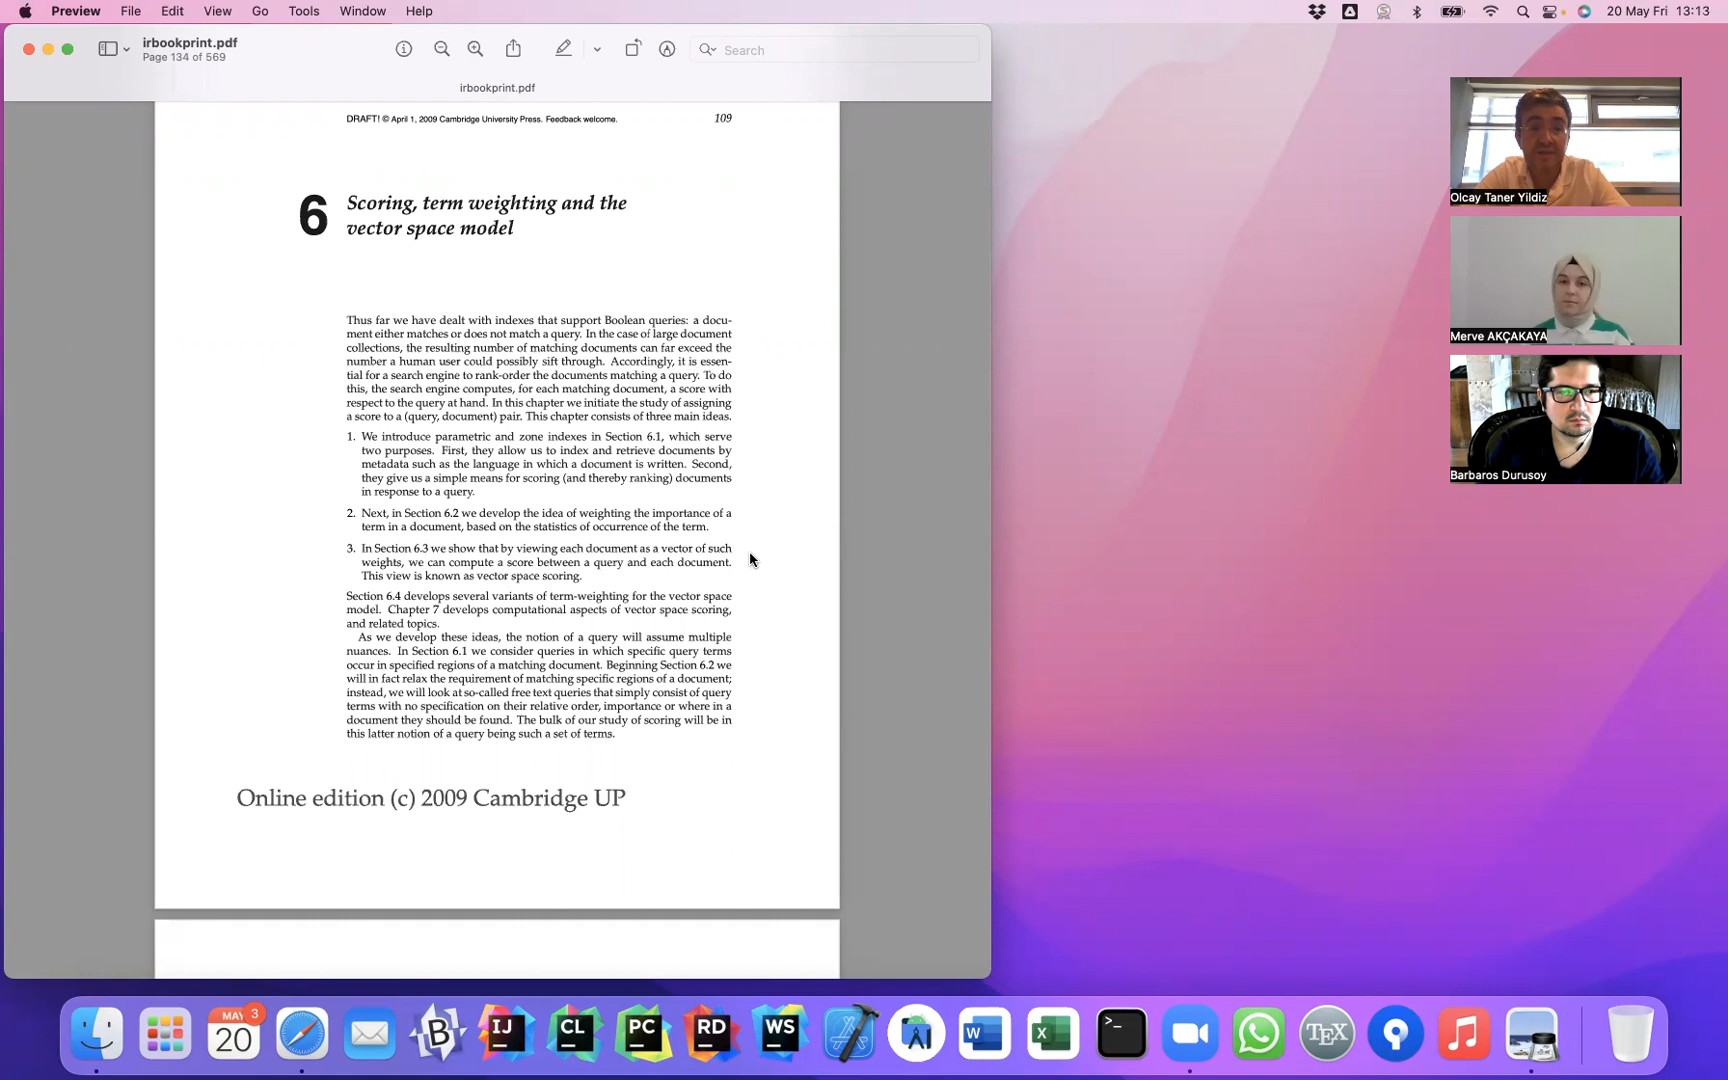 Preview File Edit View Go Tools Window Help
20 May Fri 13:13
irbookprint.pdf
Page 134 of 569
Search
irbookprint.pdf
DRAFT! © April 1, 2009 Cambridge University Press. Feedback welcome. 109
6 Scoring, term weighting and the
vector space model
Thus far we have dealt with indexes that support Boolean queries: a docu-
ment either matches or does not match a query. In the case of large document
collections, the resulting number of matching documents can far exceed the
number a human user could possibly sift through. Accordingly, it is essen-
tial for a search engine to rank-order the documents matching a query. To do
this, the search engine computes, for each matching document, a score with
respect to the query at hand. In this chapter we initiate the study of assigning
a score to a (query, document) pair. This chapter consists of three main ideas.
1. We introduce parametric and zone indexes in Section 6.1, which serve
two purposes. First, they allow us to index and retrieve documents by
metadata such as the language in which a document is written. Second,
they give us a simple means for scoring (and thereby ranking) documents
in response to a query.
2. Next, in Section 6.2 we develop the idea of weighting the importance of a
term in a document, based on the statistics of occurrence of the term.
3. In Section 6.3 we show that by viewing each document as a vector of such
weights, we can compute a score between a query and each document.
This view is known as vector space scoring.
Section 6.4 develops several variants of term-weighting for the vector space
model. Chapter 7 develops computational aspects of vector space scoring,
and related topics.
As we develop these ideas, the notion of a query will assume multiple
nuances. In Section 6.1 we consider queries in which specific query terms
occur in specified regions of a matching document. Beginning Section 6.2 we
will in fact relax the requirement of matching specific regions of a document;
instead, we will look at so-called free text queries that simply consist of query
terms with no specification on their relative order, importance or where in a
document they should be found. The bulk of our study of scoring will be in
this latter notion of a query being such a set of terms.
Online edition (c) 2009 Cambridge UP
Olcay Taner Yildiz
Merve AKÇAKAYA
Barbaros Durusoy
MAY 3
20
B
IJ
CL
PC
RD
WS
W
X
>_
TEX